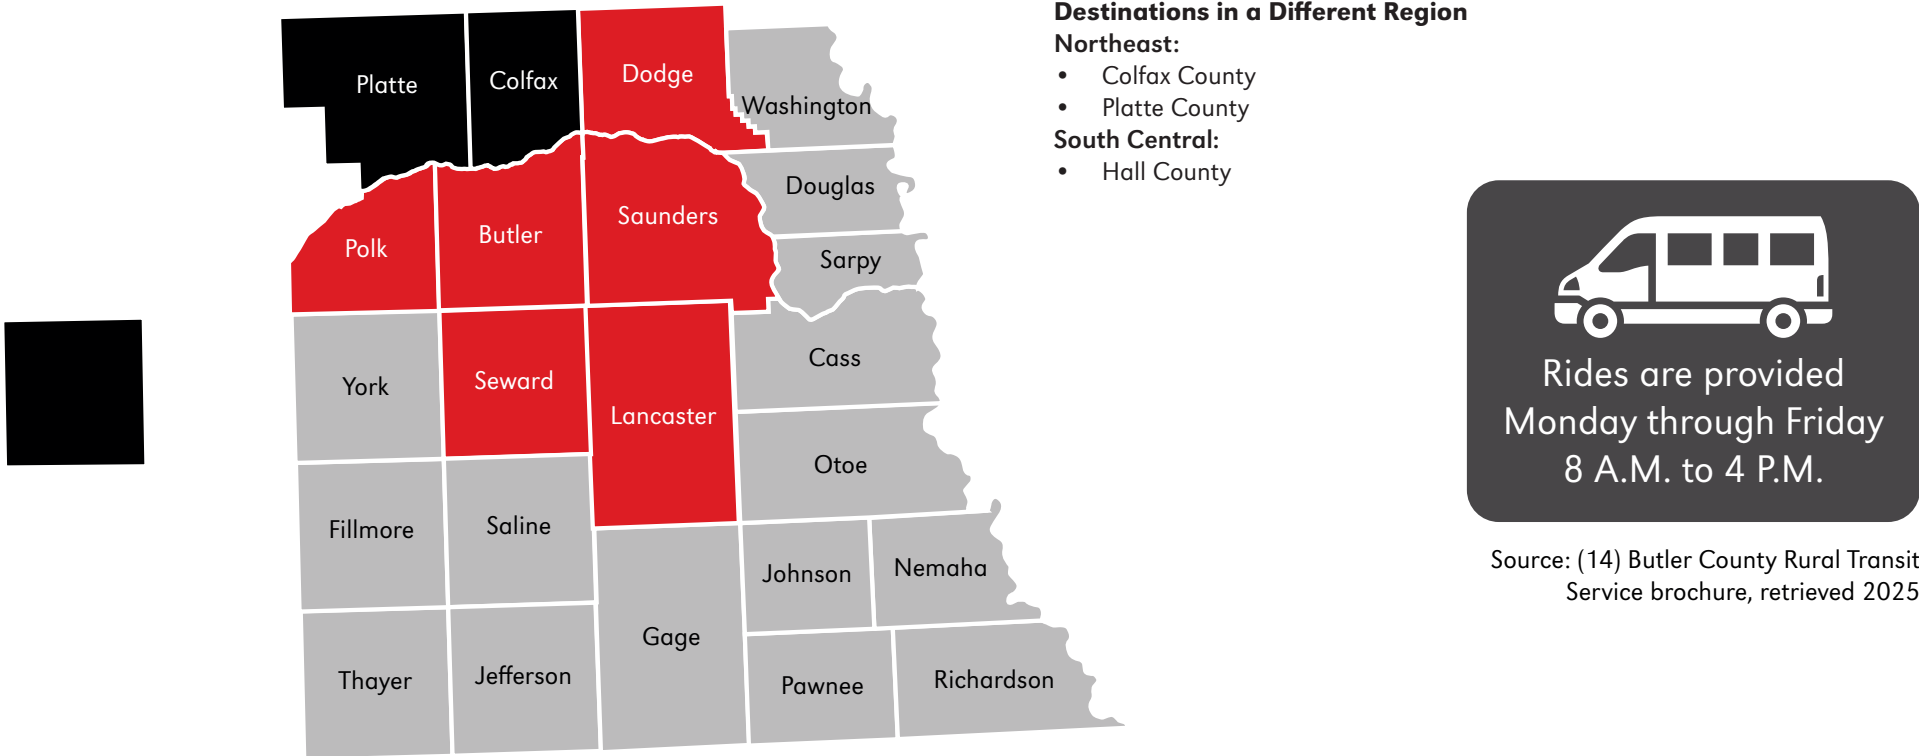 Platte
Colfax
Dodge
Washington
Douglas
Sarpy
Saunders
Butler
Polk
York
Seward
Lancaster
Cass
Otoe
Fillmore
Saline
Johnson
Nemaha
Gage
Thayer
Jefferson
Pawnee
Richardson
Destinations in a Different Region
Northeast:
• Colfax County
• Platte County
South Central:
• Hall County
Rides are provided
Monday through Friday
8 A.M. to 4 P.M.
Source: (14) Butler County Rural Transit
Service brochure, retrieved 2025